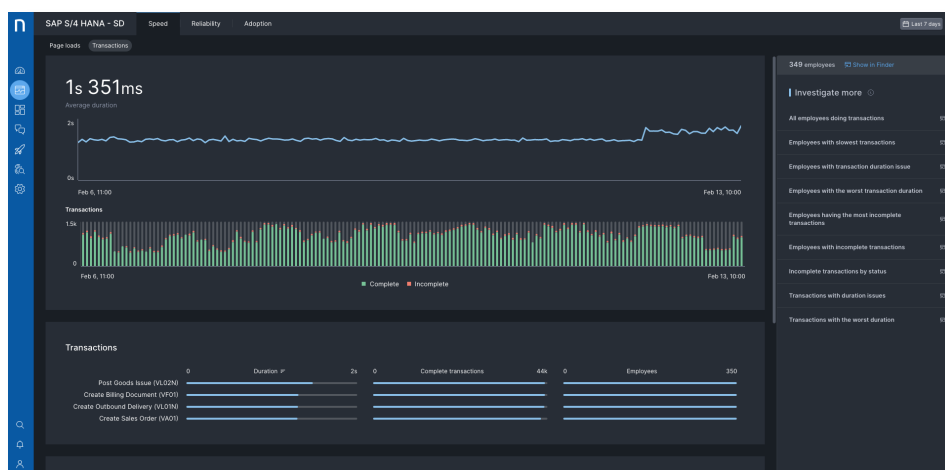 n
SAP S/4 HANA - SD
Speed
Reliability
Adoption
Last 7 days
Page loads
Transactions
349 employees
Show in Finder
1s 351ms
Average duration
2s
0s
Feb 6, 11:00
Feb 13, 10:00
Transactions
1.5k
0
Feb 6, 11:00
Feb 13, 10:00
Complete
Incomplete
Investigate more
All employees doing transactions
Employees with slowest transactions
Employees with transaction duration issue
Employees with the worst transaction duration
Employees having the most incomplete
transactions
Employees with incomplete transactions
Incomplete transactions by status
Transactions with duration issues
Transactions with the worst duration
Transactions
0 Duration 2s
0 Complete transactions 44k
0 Employees 350
Post Goods Issue (VL02N)
Create Billing Document (VF01)
Create Outbound Delivery (VL01N)
Create Sales Order (VA01)